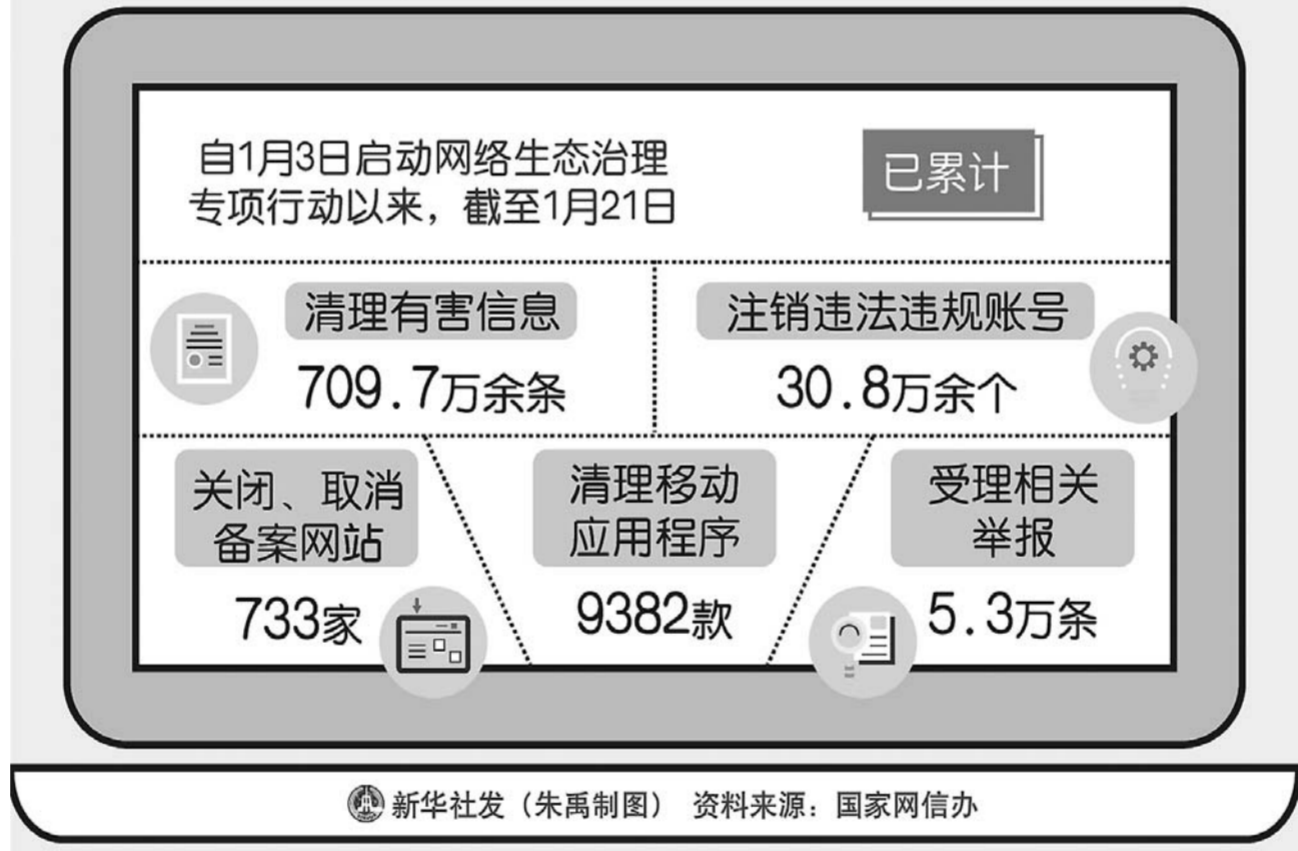 自1月3日启动网络生态治理
专项行动以来，截至1月21日
已累计
清理有害信息
709.7万余条
注销违法违规账号
30.8万余个
关闭、取消
备案网站
733家
清理移动
应用程序
9382款
受理相关
举报
5.3万条
新华社发（朱禹制图） 资料来源：国家网信办